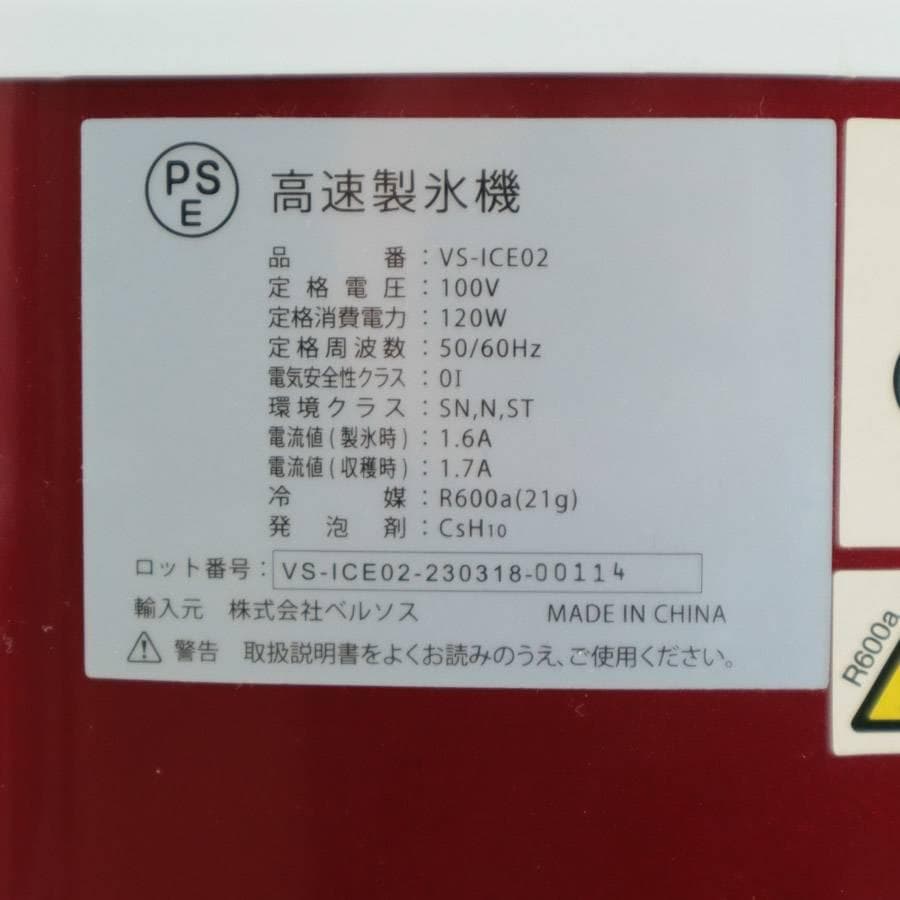 PS
E
高速製氷機
品番：VS-ICE02
定格電圧：100V
定格消費電力：120W
定格周波数：50/60Hz
電気安全性クラス：0I
環境クラス：SN,N,ST
電流値(製氷時)：1.6A
電流値(収穫時)：1.7A
冷媒：R600a(21g)
発泡剤：CsH10
ロット番号：VS-ICE02-230318-00114
輸入元 株式会社ベルソス MADE IN CHINA
警告 取扱説明書をよくお読みのうえ、ご使用ください。
R600a